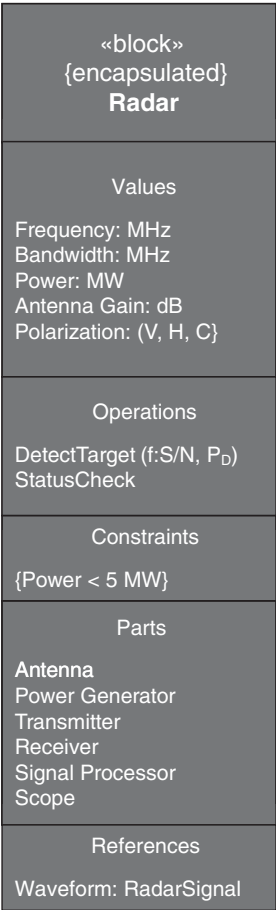 «block»
{encapsulated}
Radar
Values
Frequency: MHz
Bandwidth: MHz
Power: MW
Antenna Gain: dB
Polarization: (V, H, C}
Operations
DetectTarget (f:S/N, P_D)
StatusCheck
Constraints
{Power < 5 MW}
Parts
Antenna
Power Generator
Transmitter
Receiver
Signal Processor
Scope
References
Waveform: RadarSignal